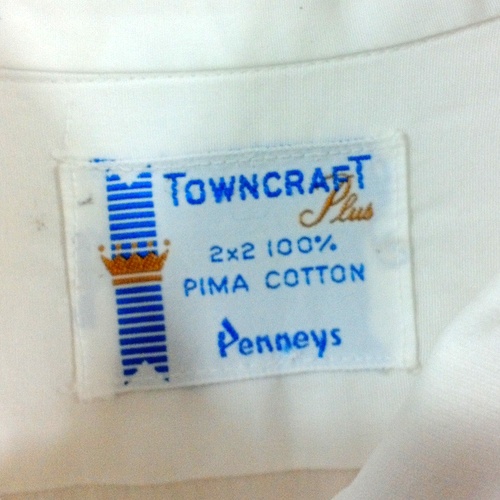 TOWNCRAFT
Plus
2x2 100%
PIMA COTTON
Penneys